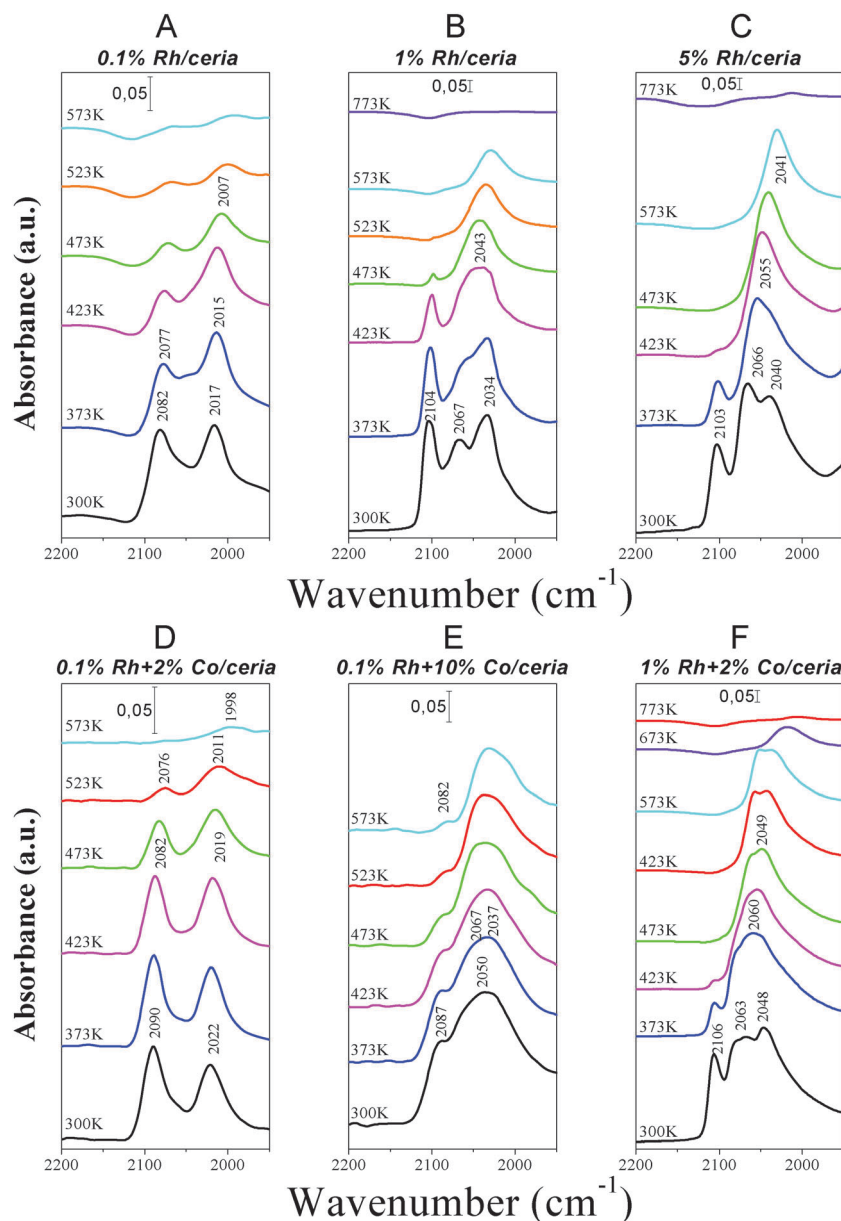 A
0.1% Rh/ceria
0,05
573K
523K
2007
473K
423K
2077
2015
373K
2082
2017
300K
2200
2100
2000
B
1% Rh/ceria
773K
0,05
573K
523K
2043
473K
423K
373K
2104
2067
2034
300K
2200
2100
2000
C
5% Rh/ceria
773K
0,05
2041
573K
2055
473K
423K
2066
2040
373K
2103
300K
2200
2100
2000
Absorbance (a.u.)
Wavenumber (cm⁻¹)
D
0.1% Rh+2% Co/ceria
0,05
573K
1998
2011
2076
523K
473K
2082
2019
423K
373K
2090
2022
300K
2200
2100
2000
E
0.1% Rh+10% Co/ceria
0,05
2082
573K
523K
473K
2067
2037
423K
2050
373K
2087
300K
2200
2100
2000
F
1% Rh+2% Co/ceria
773K
0,05
673K
573K
2049
423K
473K
2060
423K
373K
2106
2063
2048
300K
2200
2100
2000
Absorbance (a.u.)
Wavenumber (cm⁻¹)